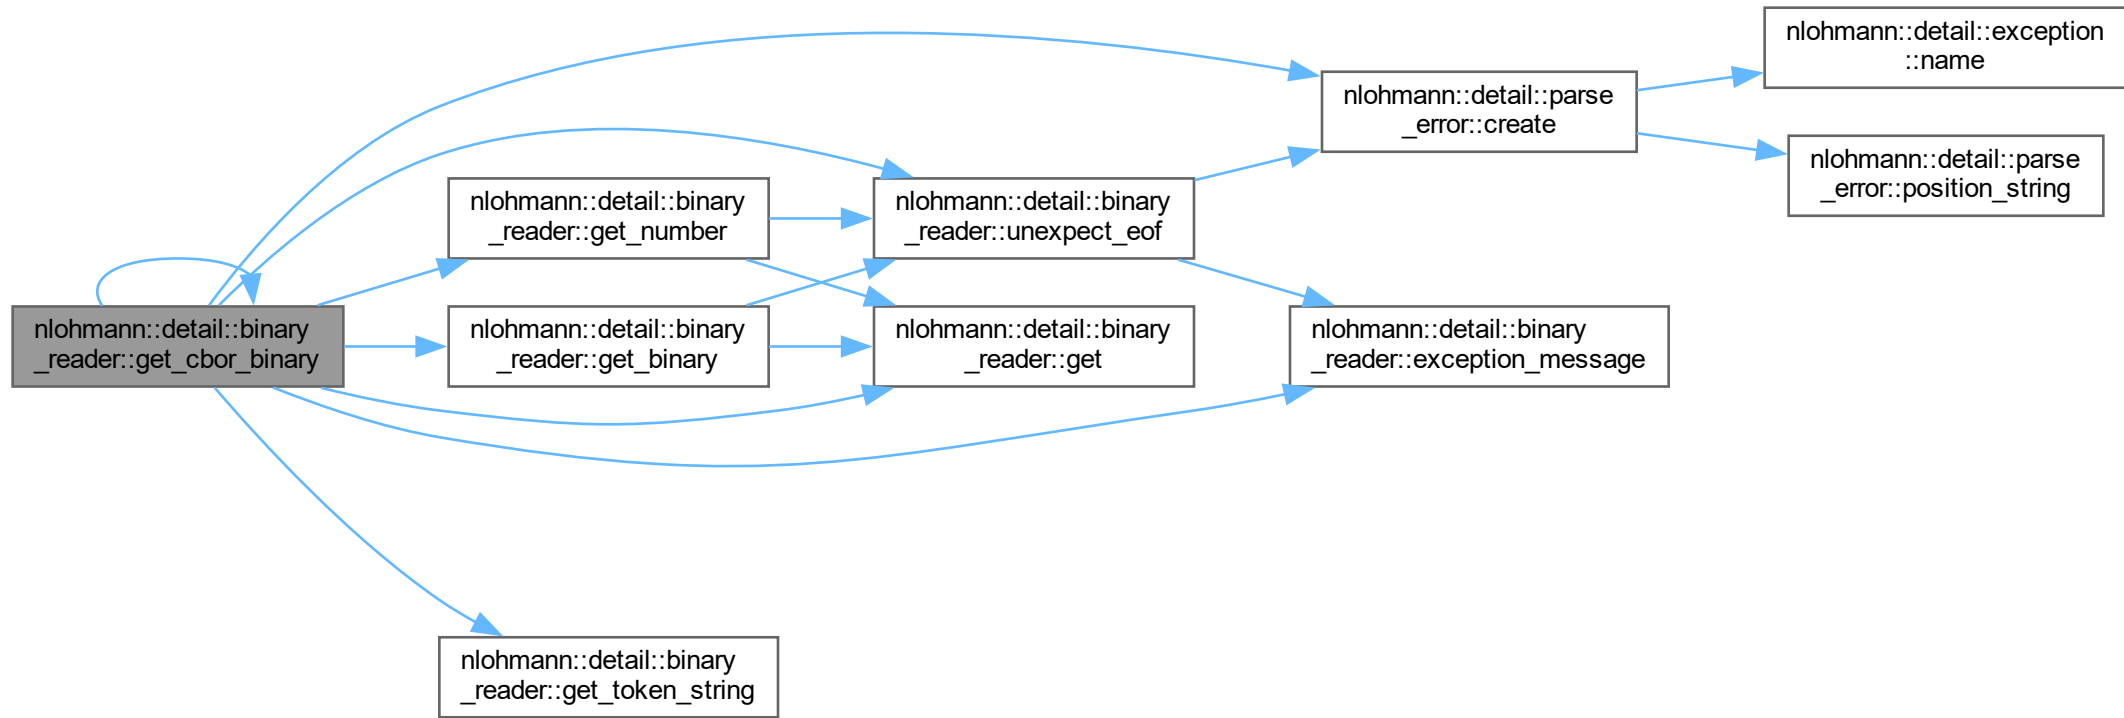 nlohmann::detail::exception
::name
nlohmann::detail::parse
_error::create
nlohmann::detail::parse
_error::position_string
nlohmann::detail::binary
_reader::get_number
nlohmann::detail::binary
_reader::unexpect_eof
nlohmann::detail::binary
_reader::get_cbor_binary
nlohmann::detail::binary
_reader::get_binary
nlohmann::detail::binary
_reader::get
nlohmann::detail::binary
_reader::exception_message
nlohmann::detail::binary
_reader::get_token_string